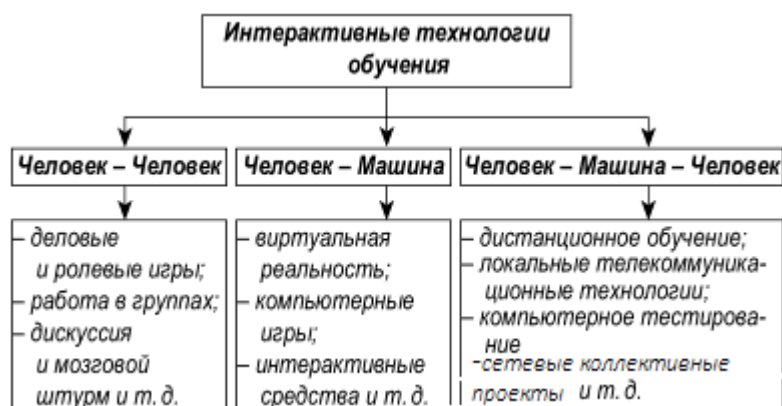 Интерактивные технологии
обучения
Человек – Человек
Человек – Машина
Человек – Машина – Человек
– деловые
и ролевые игры;
– работа в группах;
– дискуссия
и мозговой
штурм и т. д.
– виртуальная
реальность;
– компьютерные
игры;
– интерактивные
средства и т. д.
– дистанционное обучение;
– локальные телекоммуника-
ционные технологии;
– компьютерное тестирова-
ние
-сетевые коллективные
проекты и т. д.